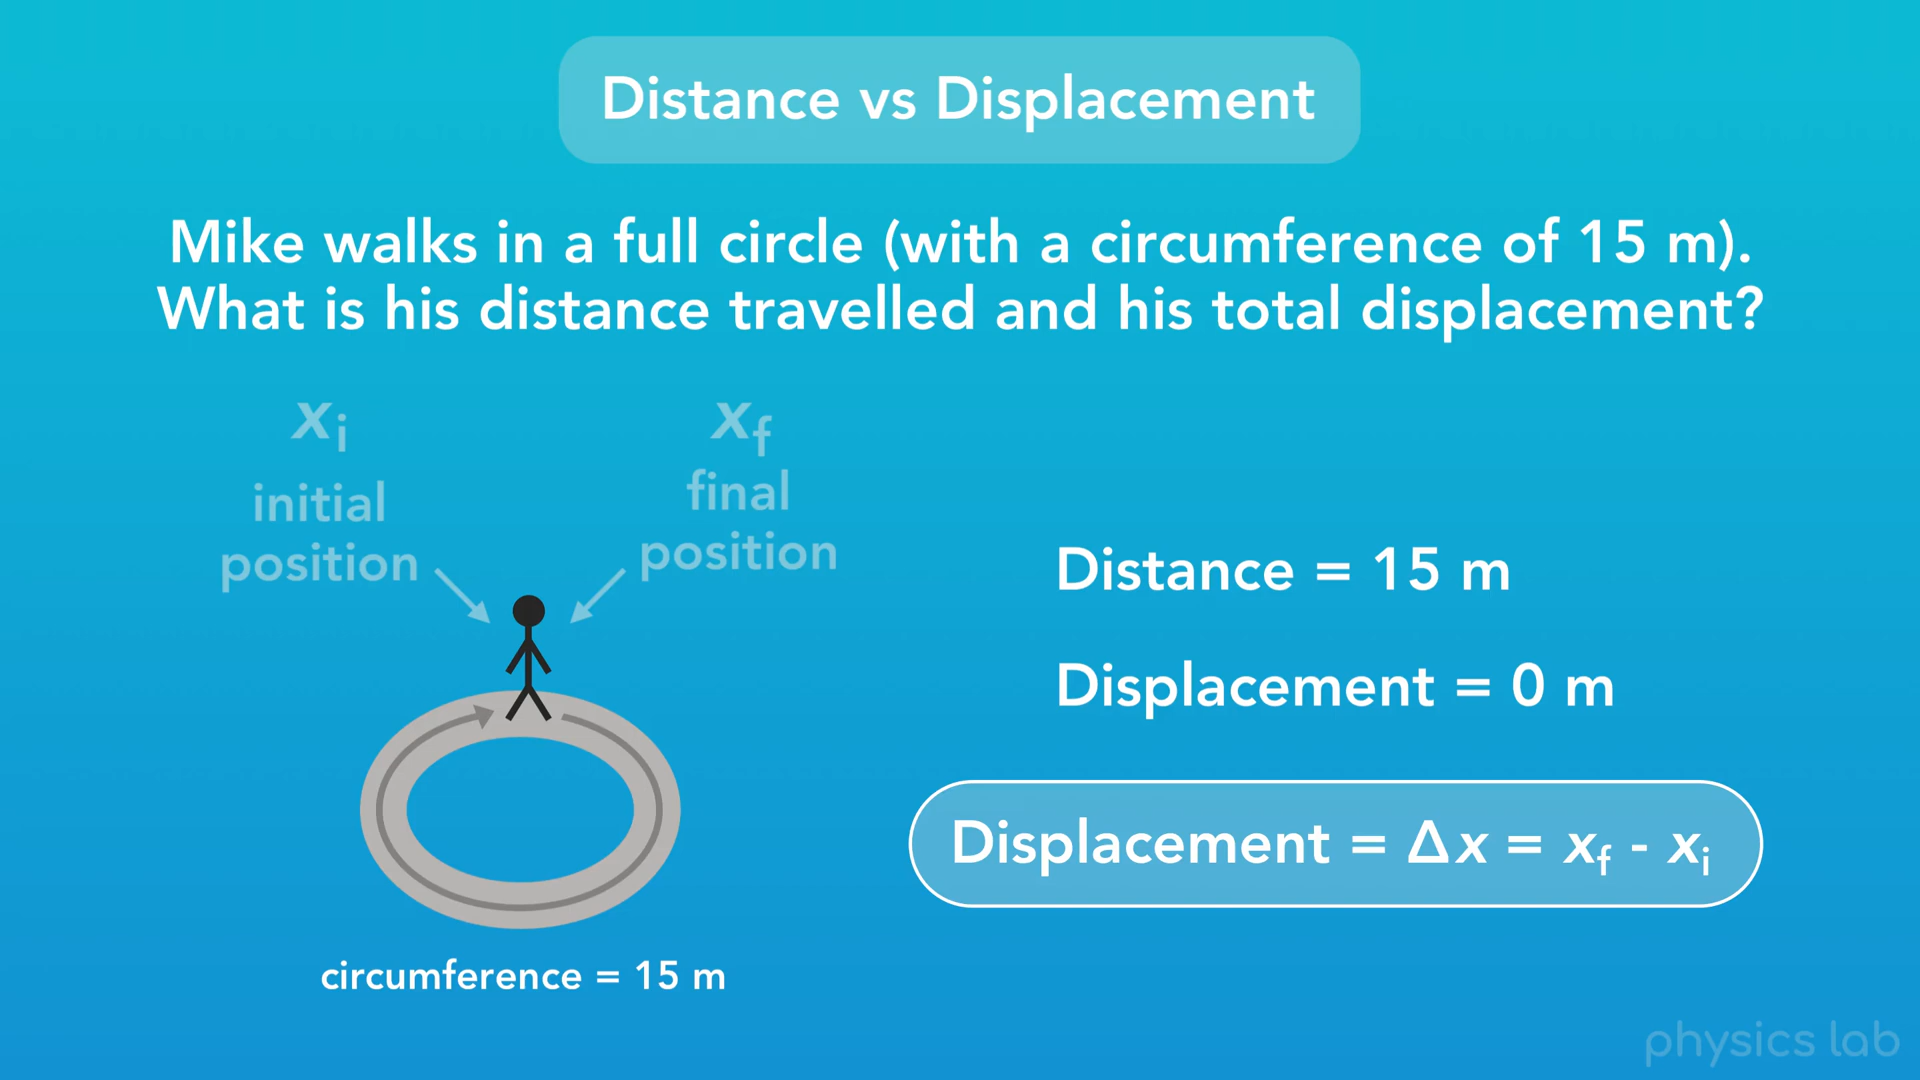 Distance vs Displacement
Mike walks in a full circle (with a circumference of 15 m).
What is his distance travelled and his total displacement?
xi
initial
position
xf
final
position
Distance = 15 m
Displacement = 0 m
Displacement = Δx = xf - xi
circumference = 15 m
physics lab